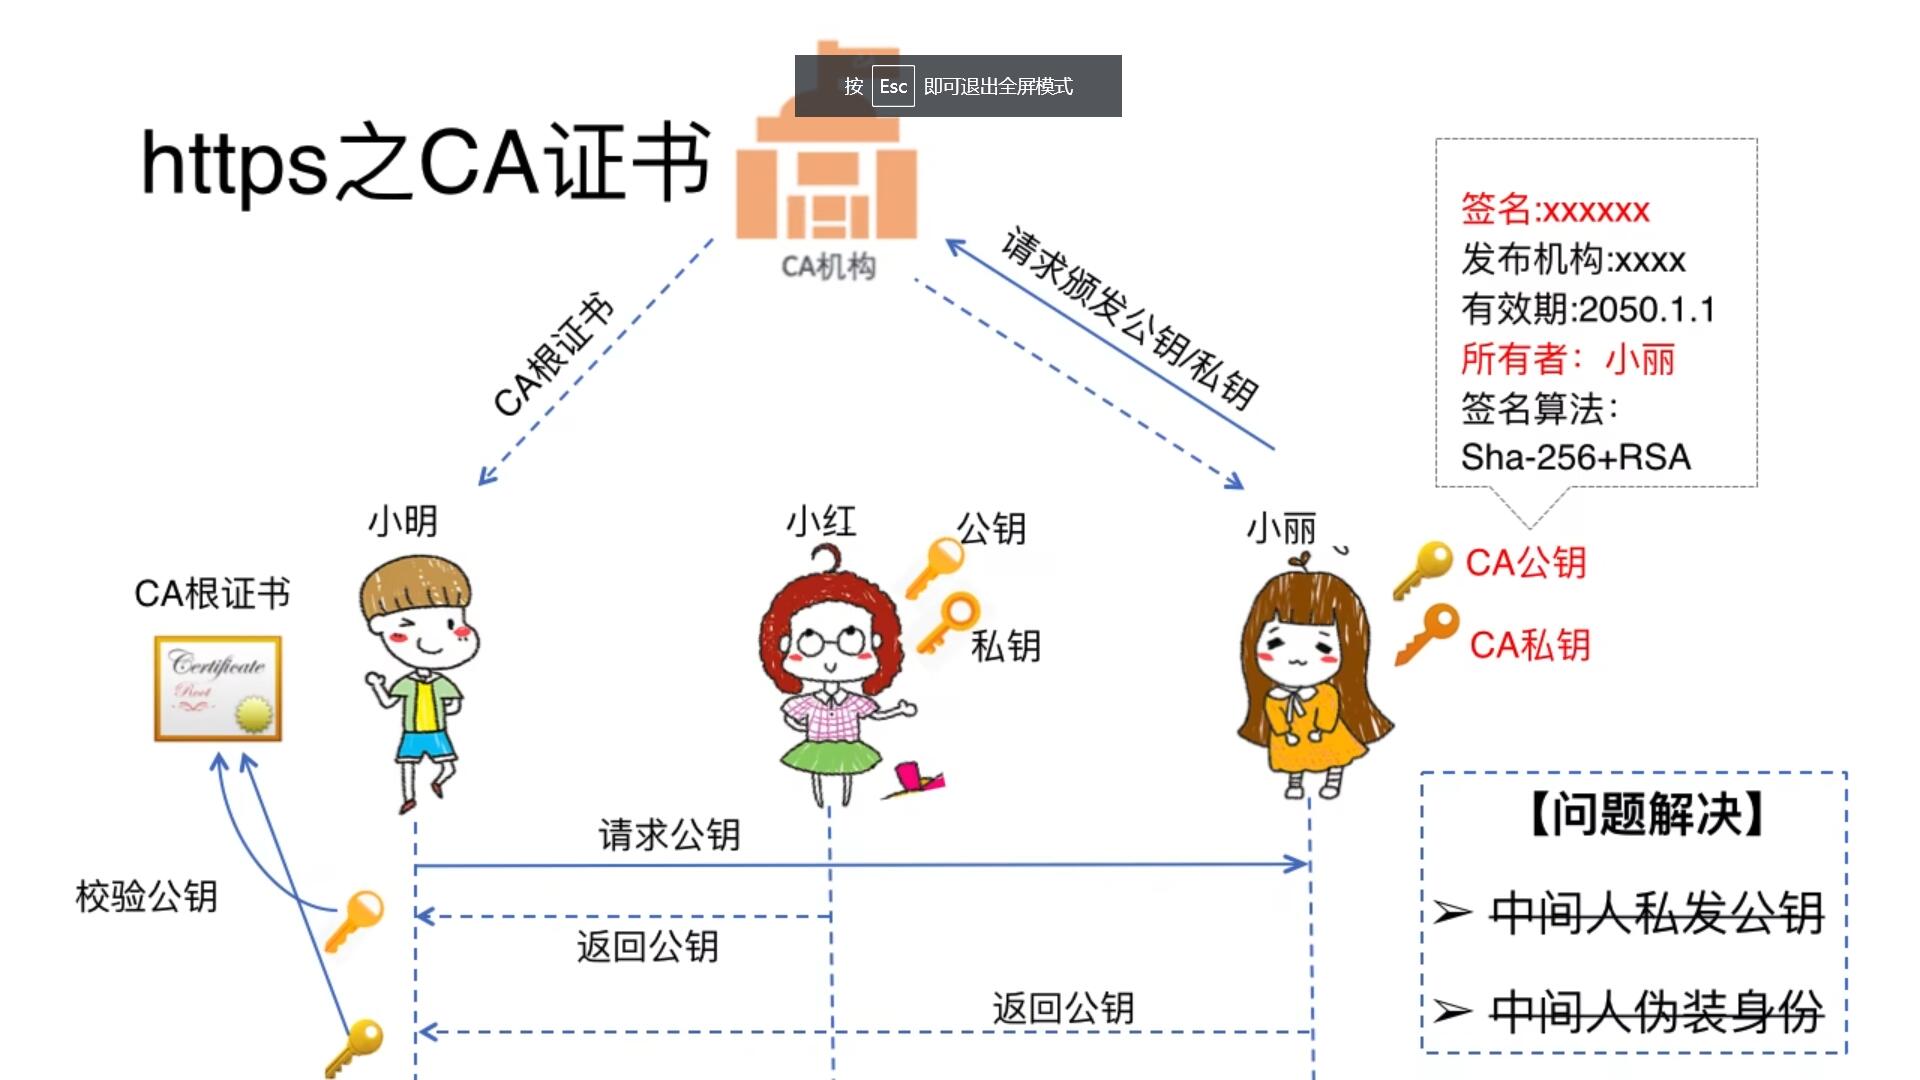 按 Esc 即可退出全屏模式
https之CA证书
CA机构
CA根证书
请求颁发公钥/私钥
签名:xxxxxx
发布机构:xxxx
有效期:2050.1.1
所有者：小丽
签名算法：
Sha-256+RSA
小明
小红
公钥
私钥
小丽
CA公钥
CA私钥
CA根证书
Certificate
Root
请求公钥
校验公钥
返回公钥
返回公钥
【问题解决】
➢ 中间人私发公钥
➢ 中间人伪装身份